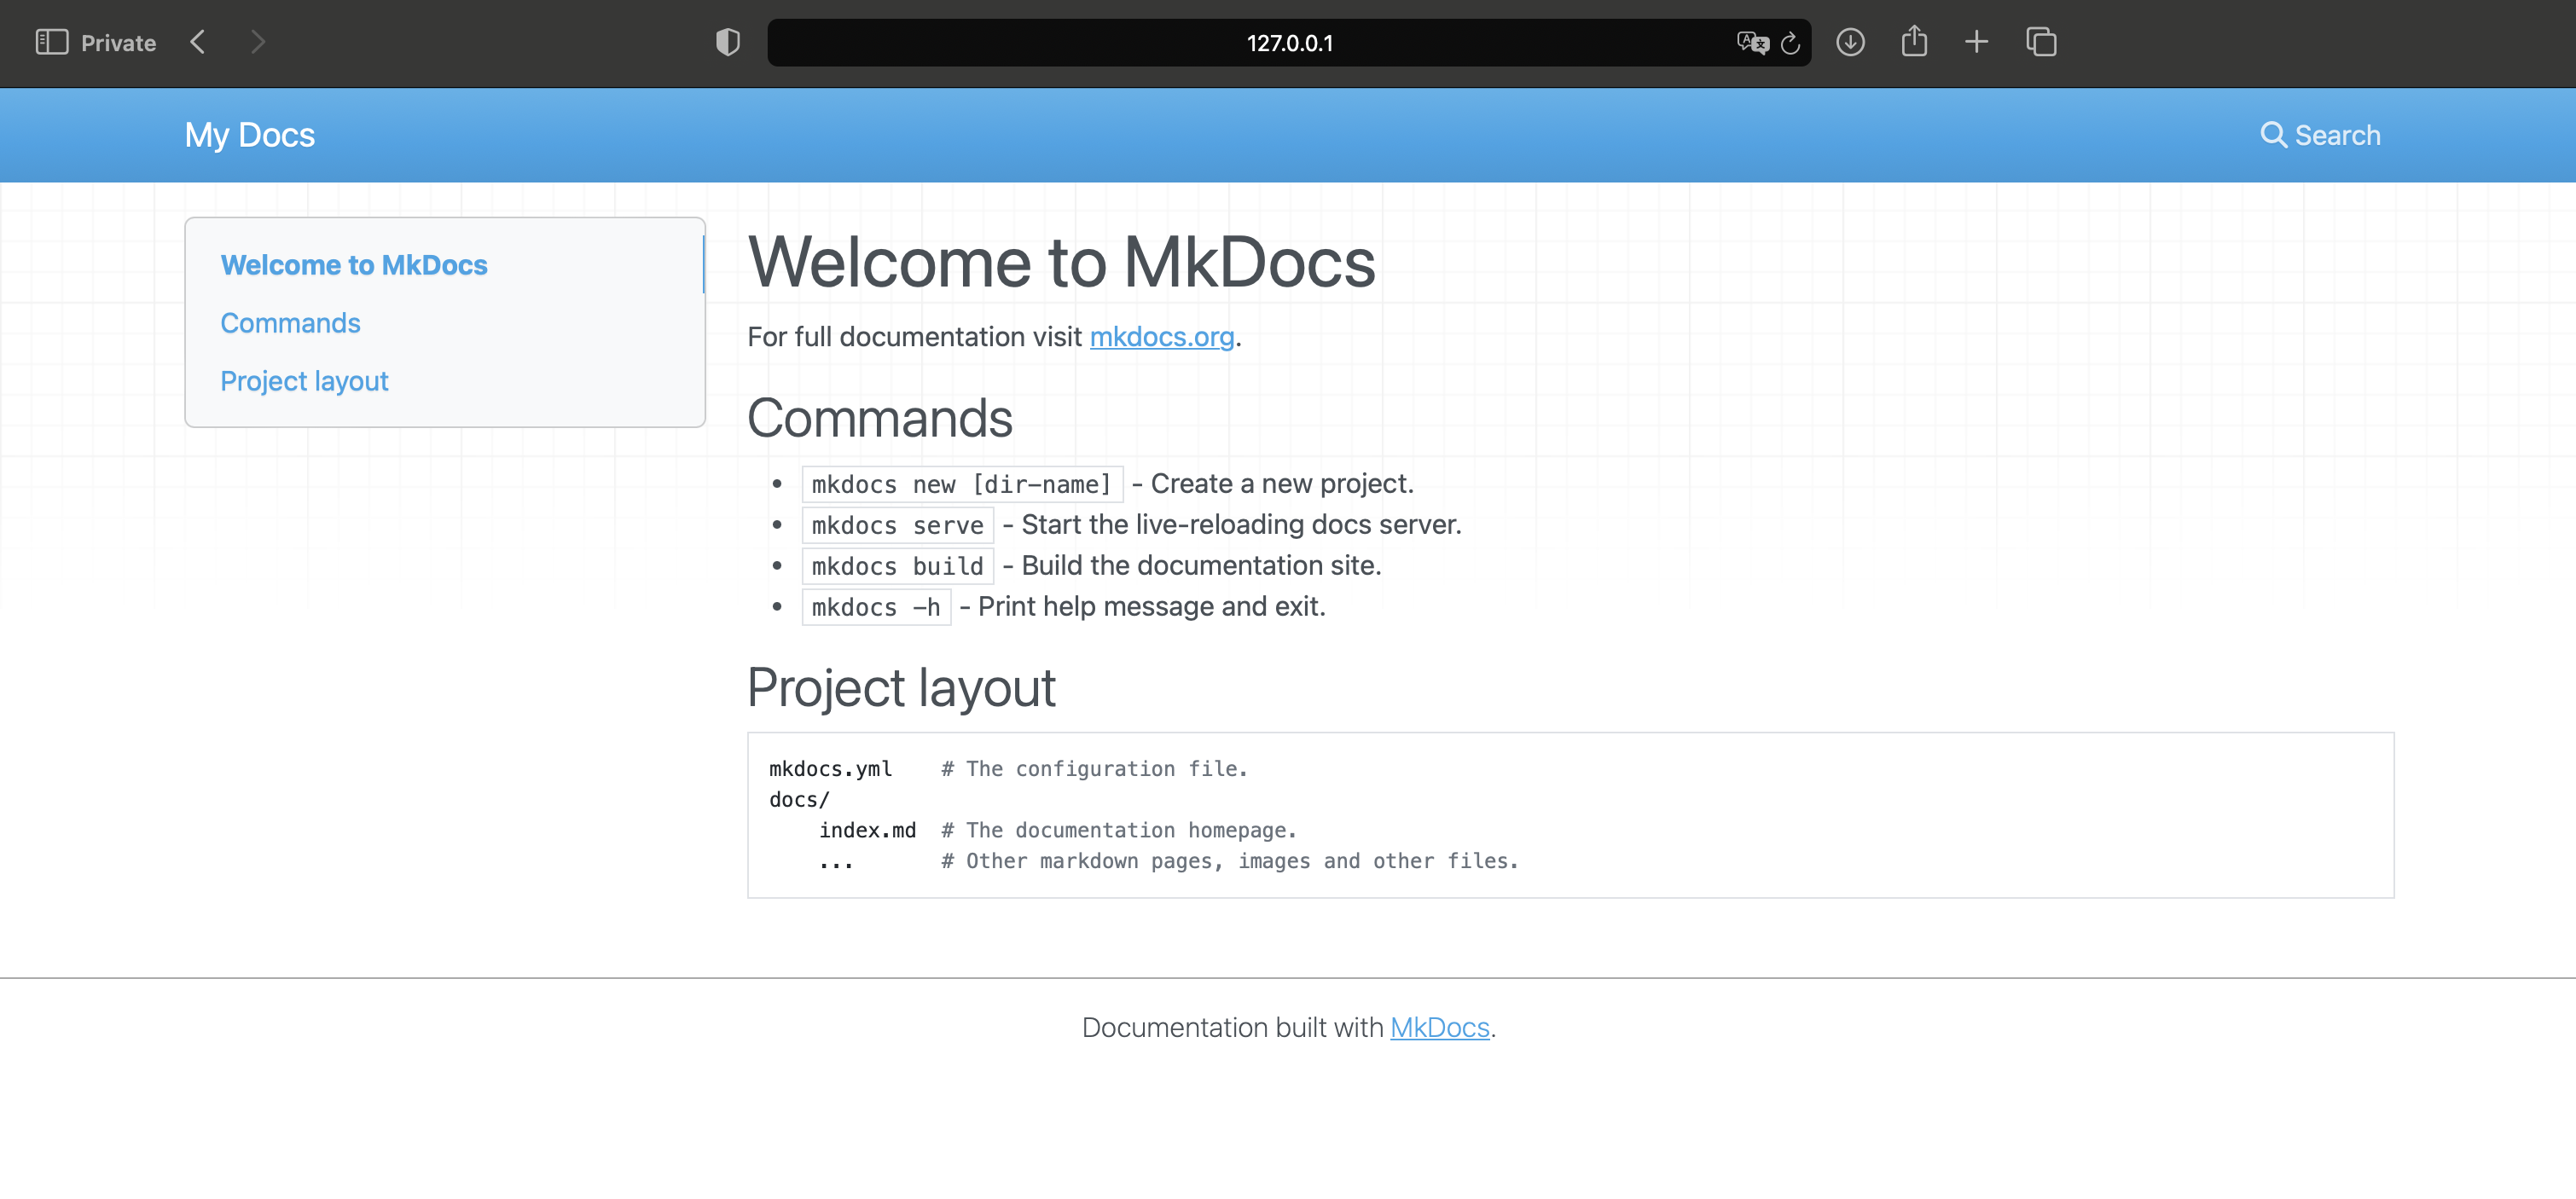 Private
127.0.0.1
My Docs
Search
Welcome to MkDocs
Commands
Project layout
Welcome to MkDocs
For full documentation visit mkdocs.org.
Commands
• mkdocs new [dir-name] - Create a new project.
• mkdocs serve - Start the live-reloading docs server.
• mkdocs build - Build the documentation site.
• mkdocs -h - Print help message and exit.
Project layout
mkdocs.yml    # The configuration file.
docs/
    index.md  # The documentation homepage.
    ...       # Other markdown pages, images and other files.
Documentation built with MkDocs.